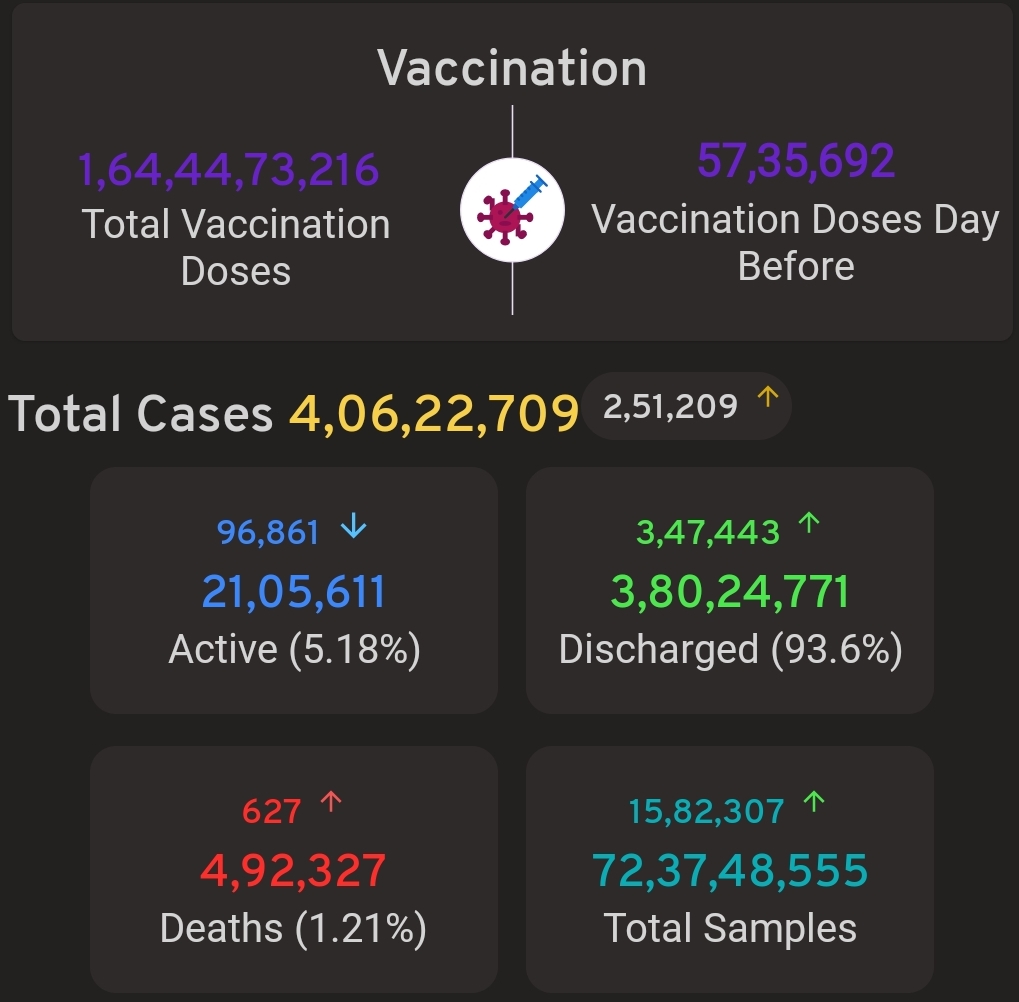 Vaccination
1,64,44,73,216
Total Vaccination
Doses
57,35,692
Vaccination Doses Day
Before
Total Cases 4,06,22,709 2,51,209 ↑
96,861 ↓
21,05,611
Active (5.18%)
3,47,443 ↑
3,80,24,771
Discharged (93.6%)
627 ↑
4,92,327
Deaths (1.21%)
15,82,307 ↑
72,37,48,555
Total Samples